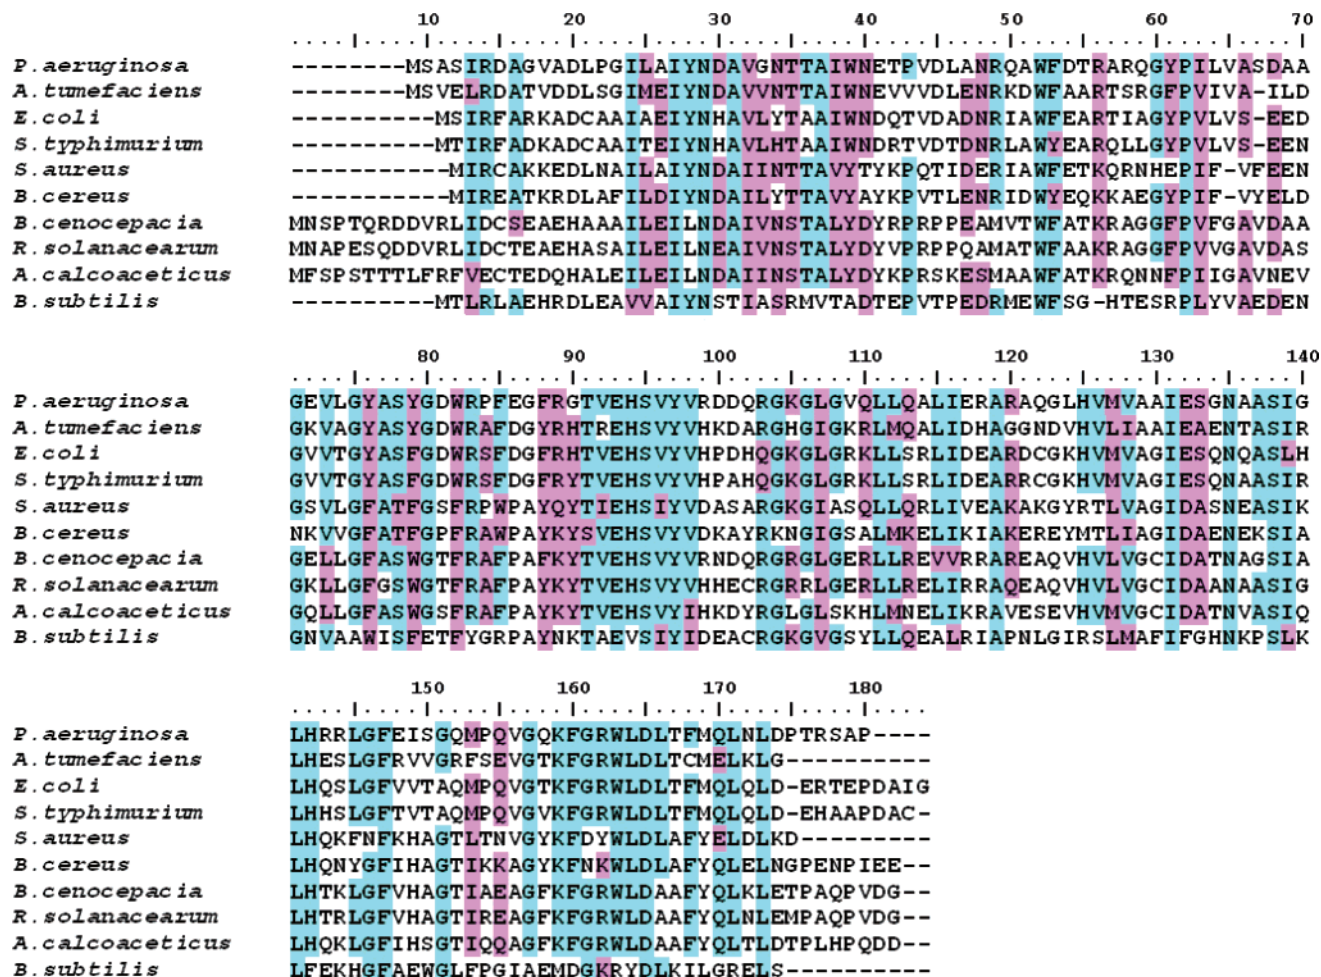 10 20 30 40 50 60 70
P.aeruginosa --------MSASIRDAGVADLPGILAIYNDAVGNTTAIWNETPVDLANRQAWFDTRARQGYPILVASDAA
A.tumefaciens --------MSVELRDATVDDLSGIMEIYNDAVVNTTAIWNEVVVDLENRKDWFAARTSRGFPVIVA-ILD
E.coli ----------MSIRFARKADCAAIAEIYNHAVLYTAAIWNDQTVDADNRIAWFEARTIAGYPVLVS-EED
S.typhimurium ----------MTIRFADKADCAAITEIYNHAVLHTAAIWNDRTVDTDNRLAWYEARQLLGYPVLVS-EEN
S.aureus -----------MIRCAKKEDLNAILAIYNDAIINTTAVYTYKPQTIDERIAWFETKQRNHEPIF-VFEEN
B.cereus -----------MIREATKRDLAFILDIYNDAILYTTAVYAYKPVTLENRIDWYEQKKAEGYPIF-VYELD
B.cenocepacia MNSPTQRDDVRLIDCSEAEHAAAILEILNDAIVNSTALYDYRPRPPEAMVTWFATKRAGGFPVFGAVDAA
R.solanacearum MNAPESQDDVRLIDCTEAEHASAILEILNEAIVNSTALYDYVPRPPQAMATWFAAKRAGGFPVVGAVDAS
A.calcoaceticus MFSPSTTTLFRFVECTEDQHALEILEILNDAIINSTALYDYKPRSKESMAAWFATKRQNNFPIIGAVNEV
B.subtilis ----------MTLRLAEHRDLEAVVAIYNSTIASRMVTADTEPVTPEDRMEWFSG-HTESRPLYVAEDEN
80 90 100 110 120 130 140
P.aeruginosa GEVLGYASYGDWRPFEGFRGTVEHSVYVRDDQRGKGLGVQLLQALIERARAQGLHVMVAAIESGNAASIG
A.tumefaciens GKVAGYASYGDWRAFDGYRHTREHSVYVHKDARGHGIGKRLMQALIDHAGGNDVHVLIAAIEAENTASIR
E.coli GVVTGYASFGDWRSFDGFRHTVEHSVYVHPDHQGKGLGRKLLSRLIDEARDCGKHVMVAGIESQNQASLH
S.typhimurium GVVTGYASFGDWRSFDGFRYTVEHSVYVHPAHQGKGLGRKLLSRLIDEARRCGKHVMVAGIESQNAASIR
S.aureus GSVLGFATFGSFRPWPAYQYTIEHSIYVDASARGKGIASQLLQRLIVEAKAKGYRTLVAGIDASNEASIK
B.cereus NKVVGFATFGPFRAWPAYKYSVEHSVYVDKAYRKNGIGSALMKELIKIAKEREYMTLIAGIDAENEKSIA
B.cenocepacia GELLGFASWGTFRAFPAFKYTVEHSVYVRNDQRGRGLGERLLREVVRRAREAQVHVLVGCIDATNAGSIA
R.solanacearum GKLLGFGSWGTFRAFPAYKYTVEHSVYVHHECRGRRLGERLLRELIRRAQEAQVHVLVGCIDAANAASIG
A.calcoaceticus GQLLGFASWGSFRAFPAYKYTVEHSVYIHKDYRGLGLSKHLMNELIKRAVESEVHVMVGCIDATNVASIQ
B.subtilis GNVAAWISFETFYGRPAYNKTAEVSIYIDEACRGKGVGSYLLQEALRIAPNLGIRSLMAFIFGHNKPSLK
150 160 170 180
P.aeruginosa LHRRLGFEISGQMPQVGQKFGRWLDLTFMQLNLDPTRSAP----
A.tumefaciens LHESLGFRVVGRFSEVGTKFGRWLDLTCMELKLG----------
E.coli LHQSLGFVVTAQMPQVGTKFGRWLDLTFMQLQLD-ERTEPDAIG
S.typhimurium LHHSLGFTVTAQMPQVGVKFGRWLDLTFMQLQLD-EHAAPDAC-
S.aureus LHQKFNFKHAGTLTNVGYKFDYWLDLAFYELDLKD---------
B.cereus LHQNYGFIHAGTIKKAGYKFNKWLDLAFYQLELNGPENPIEE--
B.cenocepacia LHTKLGFVHAGTIAEAGFKFGRWLDAAFYQLKLETPAQPVDG--
R.solanacearum LHTRLGFVHAGTIREAGFKFGRWLDAAFYQLNLEMPAQPVDG--
A.calcoaceticus LHQKLGFIHSGTIQQAGFKFGRWLDAAFYQLTLDTPLHPQDD--
B.subtilis LFEKHGFAEWGLFPGIAEMDGKRYDLKILGRELS----------